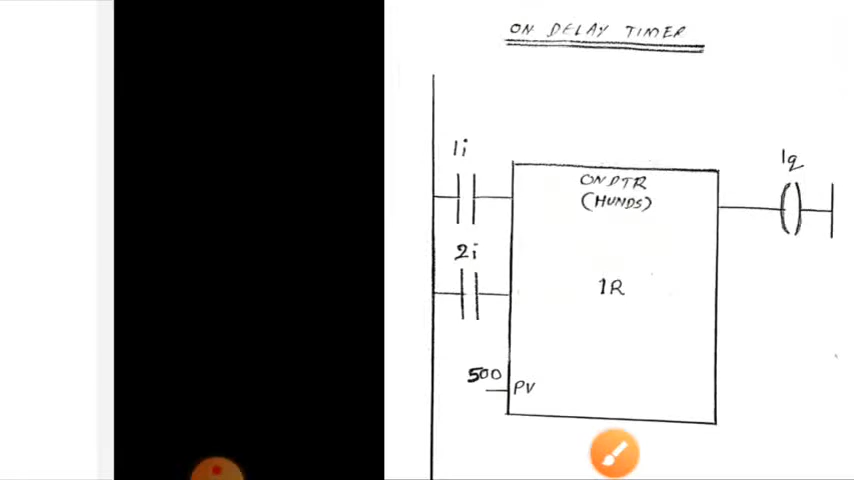 ON DELAY TIMER
1i
1q
ONDTR
(HUNDS)
2i
1R
500
PV